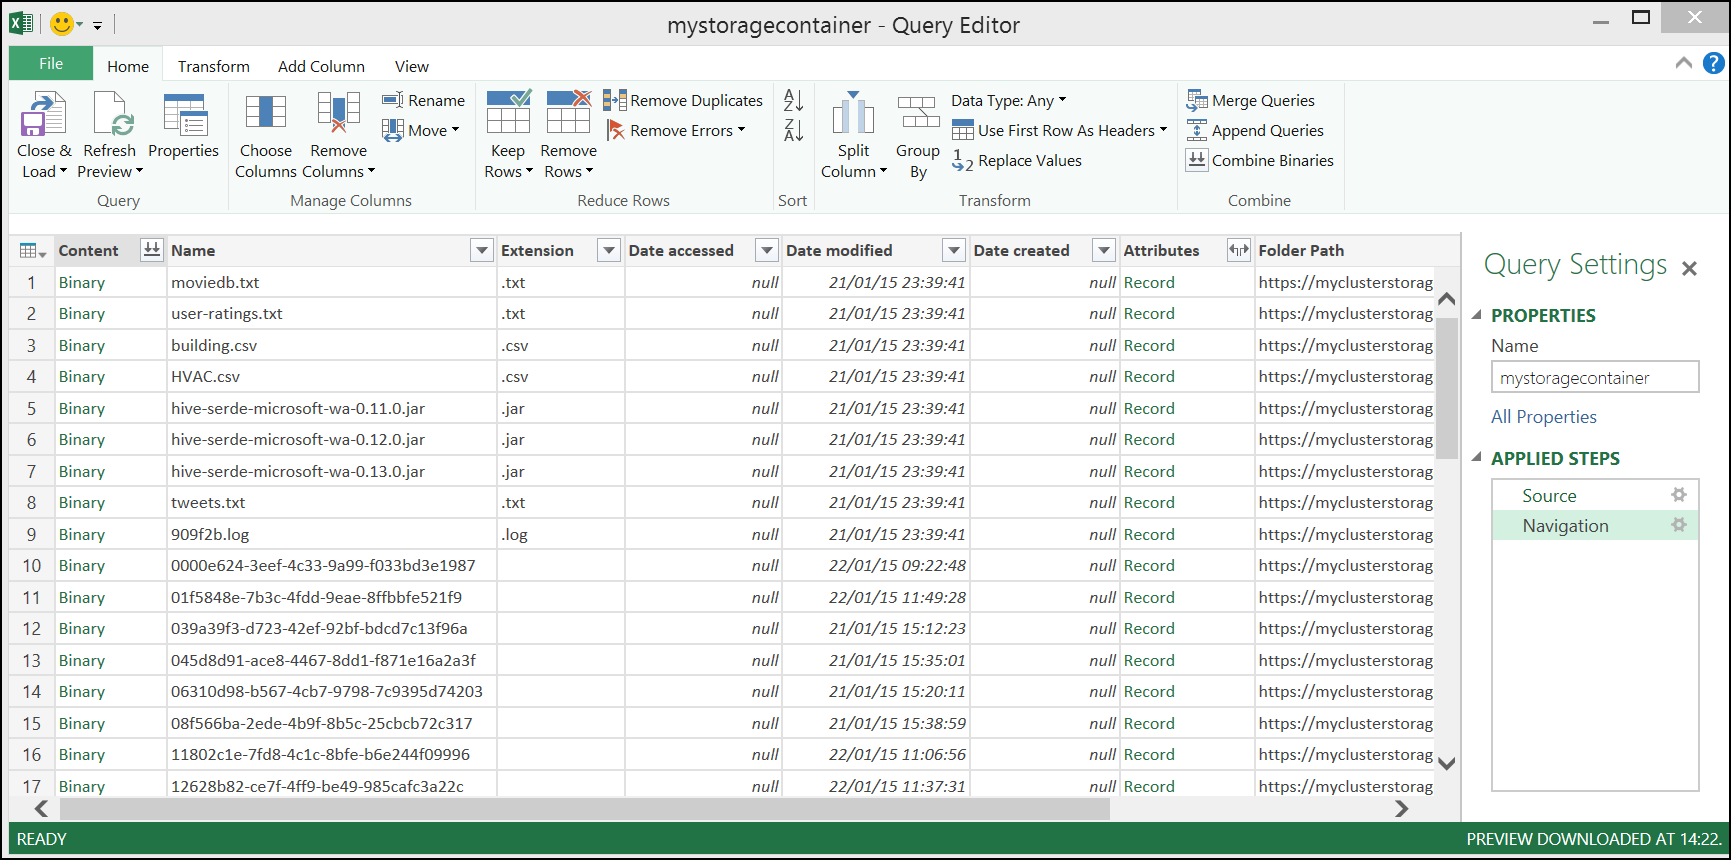 mystoragecontainer - Query Editor
File Home Transform Add Column View
Close & Load Refresh Preview Properties
Query
Choose Columns Remove Columns Rename Move
Manage Columns
Keep Rows Remove Rows Remove Duplicates Remove Errors
Reduce Rows
A Z Z A
Sort
Split Column Group By Data Type: Any Use First Row As Headers 1 2 Replace Values
Transform
Merge Queries Append Queries Combine Binaries
Combine
Content Name Extension Date accessed Date modified Date created Attributes Folder Path
1 Binary moviedb.txt .txt null 21/01/15 23:39:41 null Record https://myclusterstorag
2 Binary user-ratings.txt .txt null 21/01/15 23:39:41 null Record https://myclusterstorag
3 Binary building.csv .csv null 21/01/15 23:39:41 null Record https://myclusterstorag
4 Binary HVAC.csv .csv null 21/01/15 23:39:41 null Record https://myclusterstorag
5 Binary hive-serde-microsoft-wa-0.11.0.jar .jar null 21/01/15 23:39:41 null Record https://myclusterstorag
6 Binary hive-serde-microsoft-wa-0.12.0.jar .jar null 21/01/15 23:39:41 null Record https://myclusterstorag
7 Binary hive-serde-microsoft-wa-0.13.0.jar .jar null 21/01/15 23:39:41 null Record https://myclusterstorag
8 Binary tweets.txt .txt null 21/01/15 23:39:41 null Record https://myclusterstorag
9 Binary 909f2b.log .log null 21/01/15 23:39:41 null Record https://myclusterstorag
10 Binary 0000e624-3eef-4c33-9a99-f033bd3e1987 null 22/01/15 09:22:48 null Record https://myclusterstorag
11 Binary 01f5848e-7b3c-4fdd-9eae-8ffbbfe521f9 null 22/01/15 11:49:28 null Record https://myclusterstorag
12 Binary 039a39f3-d723-42ef-92bf-bdcd7c13f96a null 21/01/15 15:12:23 null Record https://myclusterstorag
13 Binary 045d8d91-ace8-4467-8dd1-f871e16a2a3f null 21/01/15 15:35:01 null Record https://myclusterstorag
14 Binary 06310d98-b567-4cb7-9798-7c9395d74203 null 21/01/15 15:20:11 null Record https://myclusterstorag
15 Binary 08f566ba-2ede-4b9f-8b5c-25cbcb72c317 null 21/01/15 15:38:59 null Record https://myclusterstorag
16 Binary 11802c1e-7fd8-4c1c-8bfe-b6e244f09996 null 22/01/15 11:06:56 null Record https://myclusterstorag
17 Binary 12628b82-ce7f-4ff9-be49-985cafc3a22c null 22/01/15 11:37:31 null Record https://myclusterstorag
Query Settings
PROPERTIES
Name
mystoragecontainer
All Properties
APPLIED STEPS
Source
Navigation
READY
PREVIEW DOWNLOADED AT 14:22.